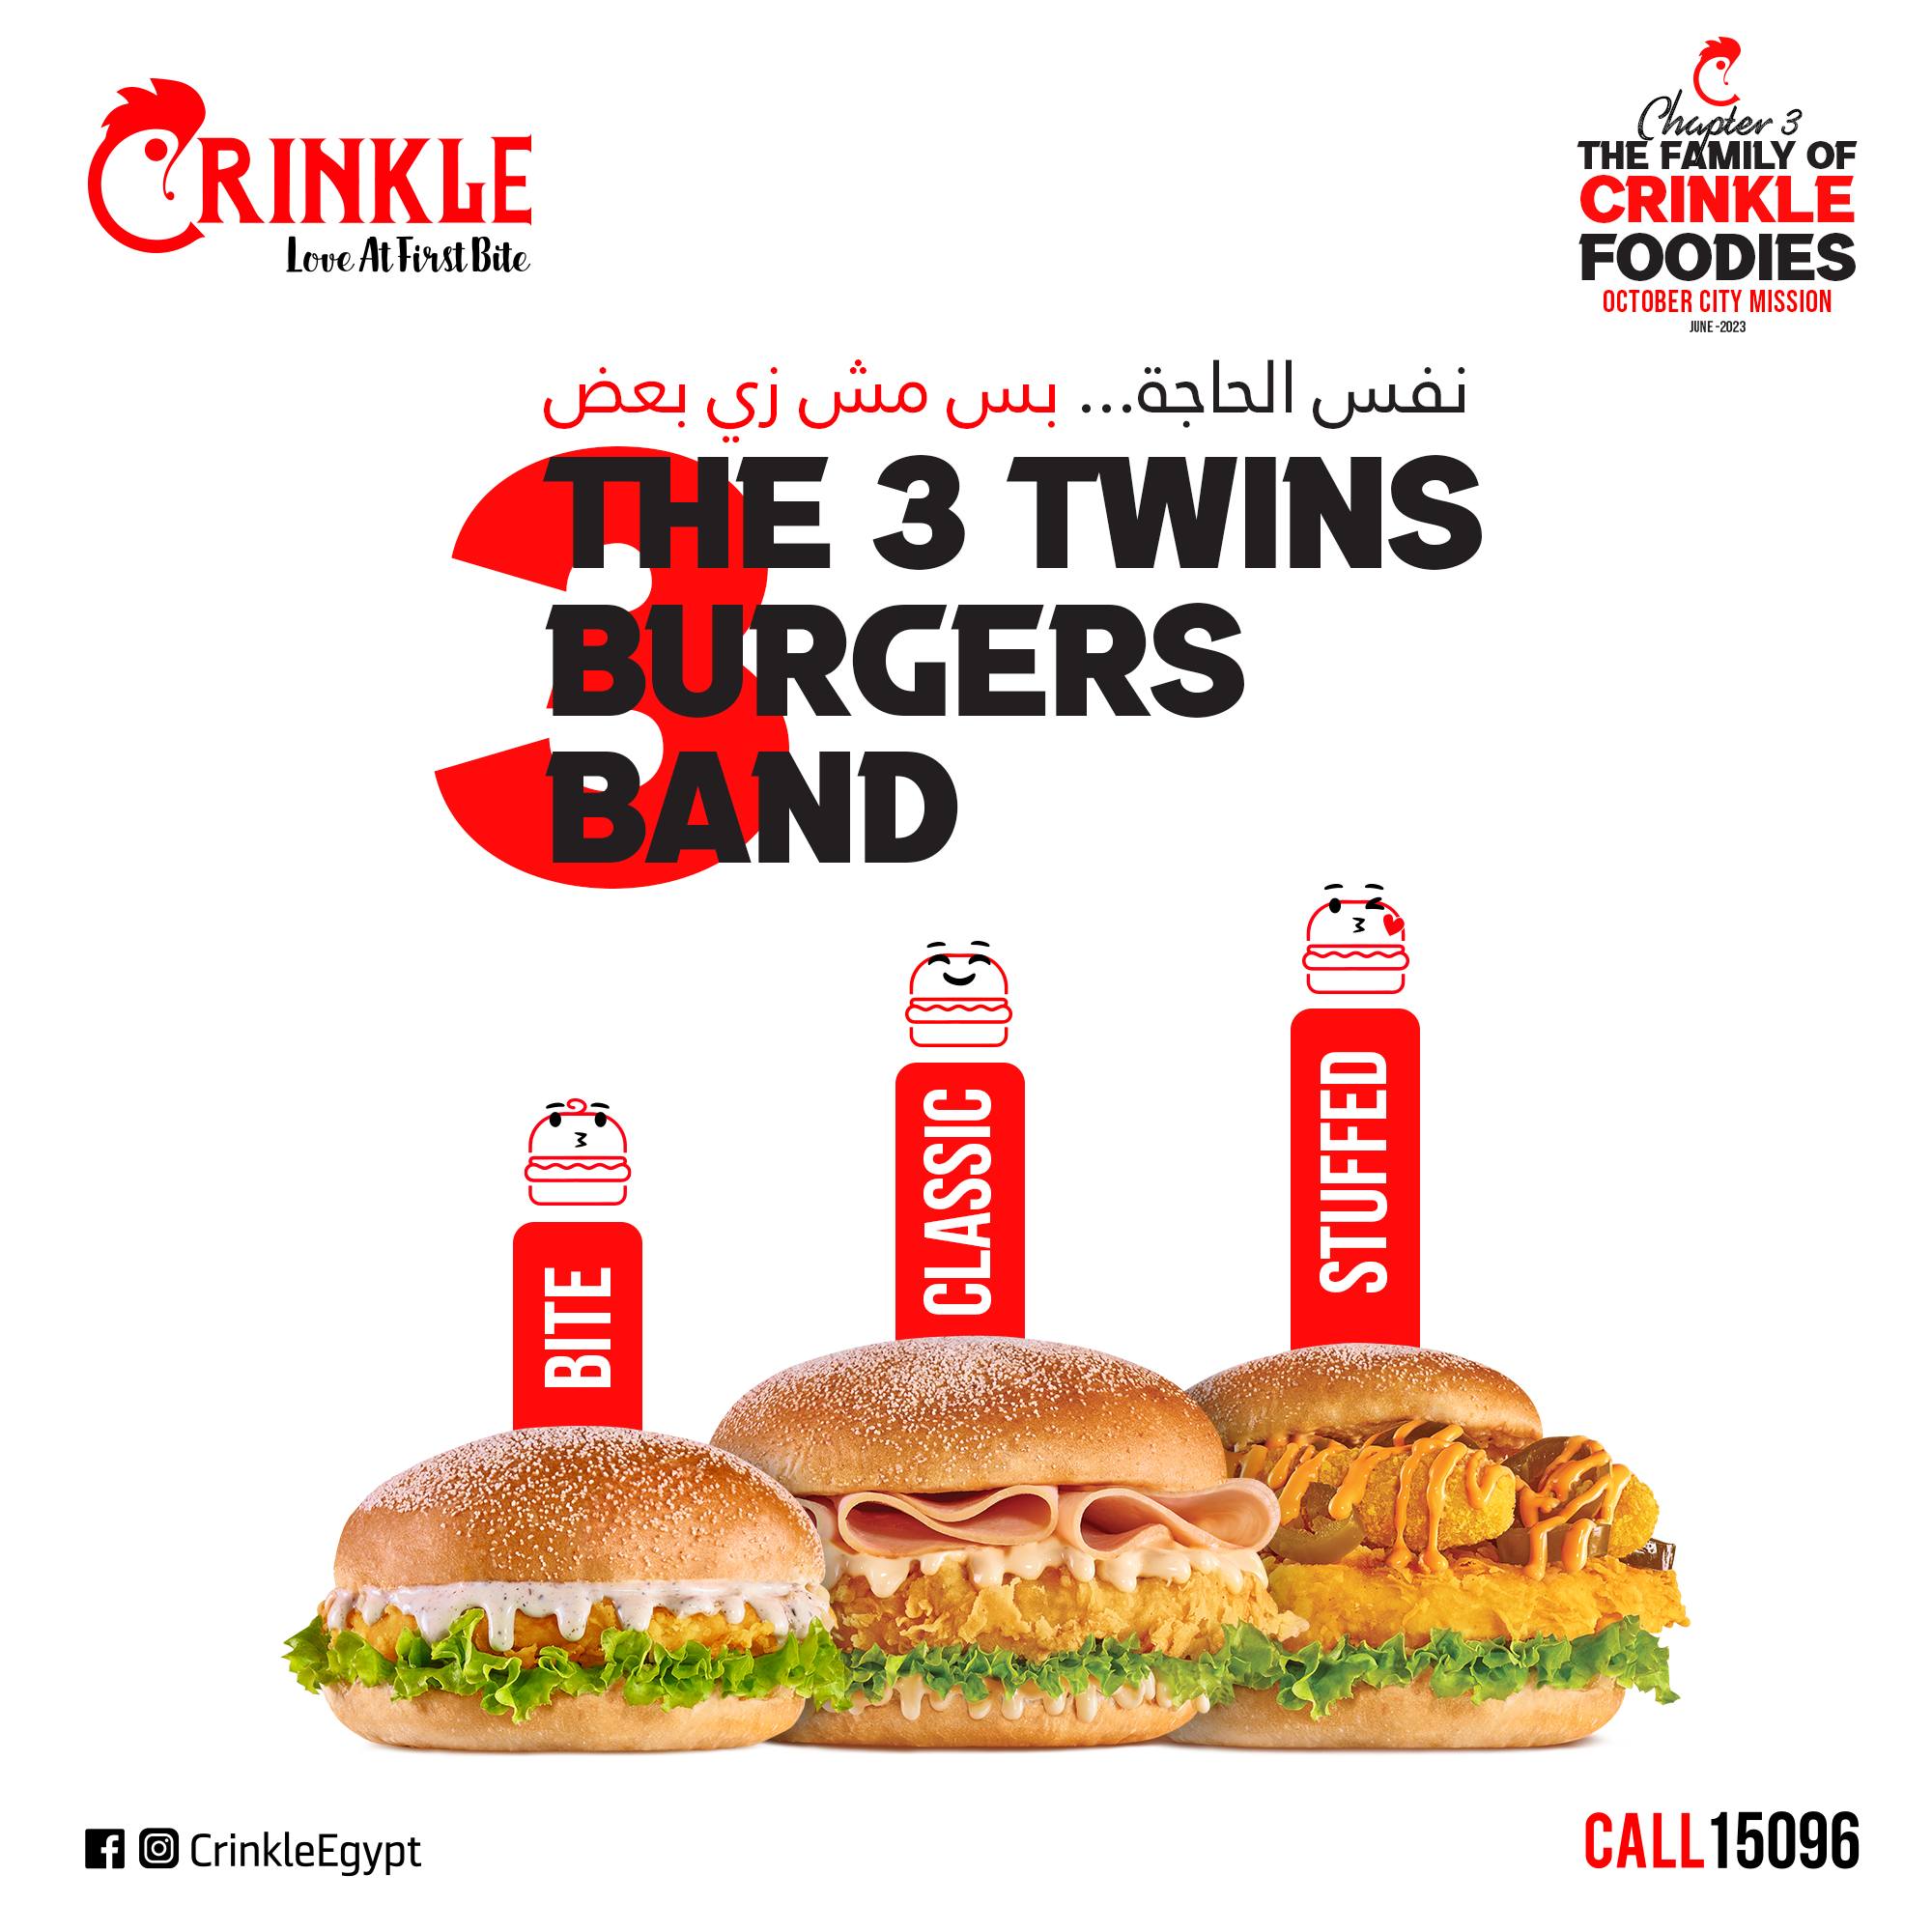 CRINKLE
Love At First Bite
Chapter 3
THE FAMILY OF
CRINKLE
FOODIES
OCTOBER CITY MISSION
JUNE-2023
نفس الحاجة... بس مش زي بعض
3
THE 3 TWINS
BURGERS
BAND
BITE
CLASSIC
STUFFED
CrinkleEgypt
CALL 15096